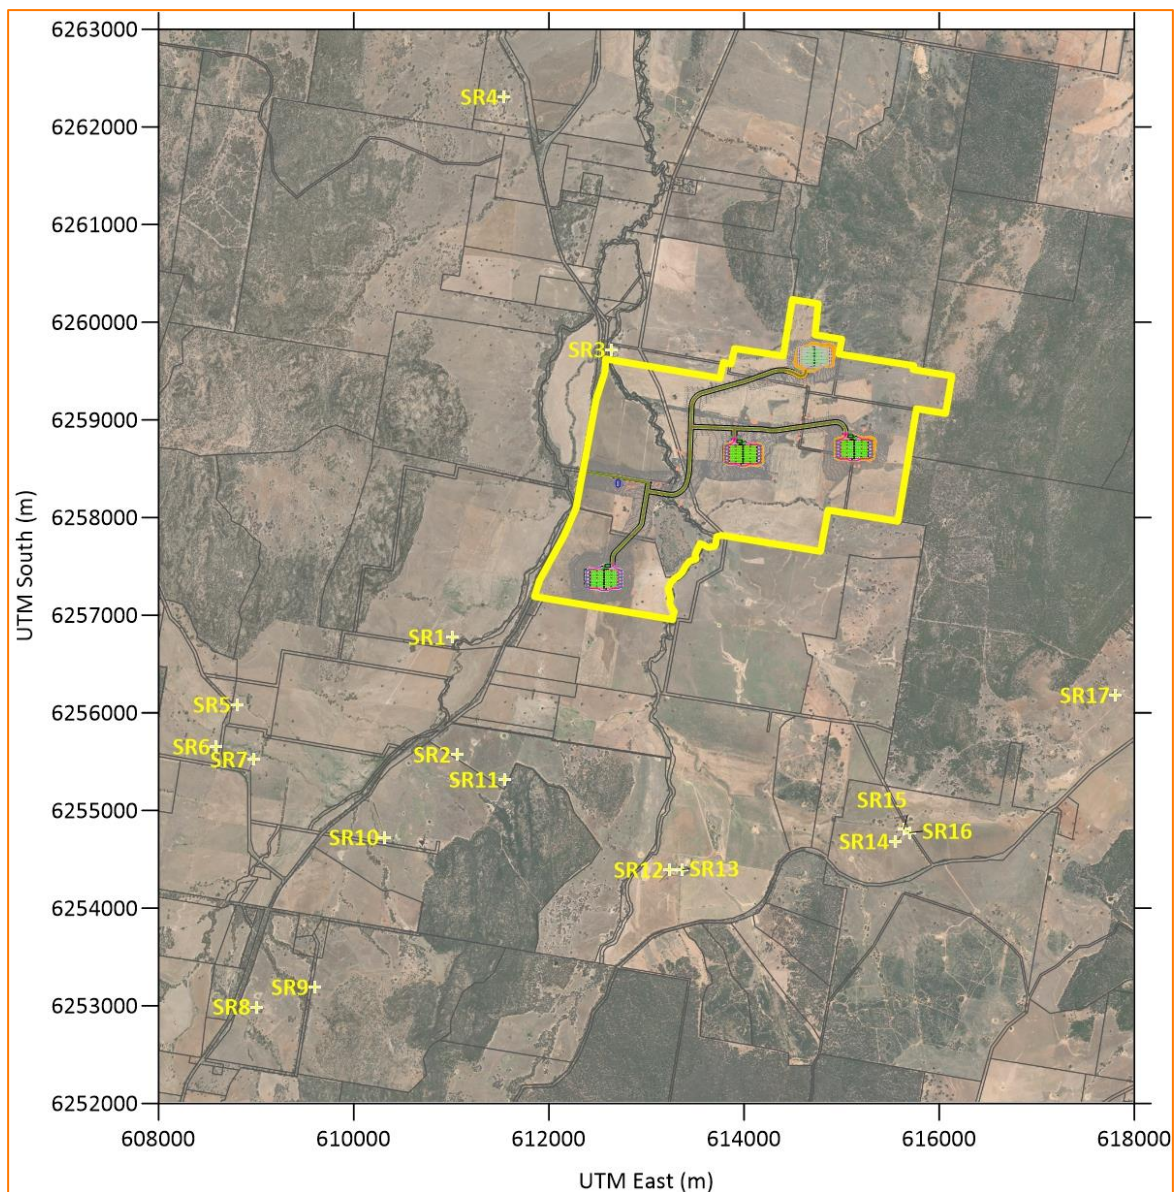 6263000
6262000
6261000
6260000
6259000
6258000
6257000
6256000
6255000
6254000
6253000
6252000
UTM South (m)
608000
610000
612000
614000
616000
618000
UTM East (m)
SR4
SR3
SR1
SR5
SR17
SR6
SR7
SR2
SR11
SR15
SR10
SR14
SR16
SR12
SR13
SR9
SR8